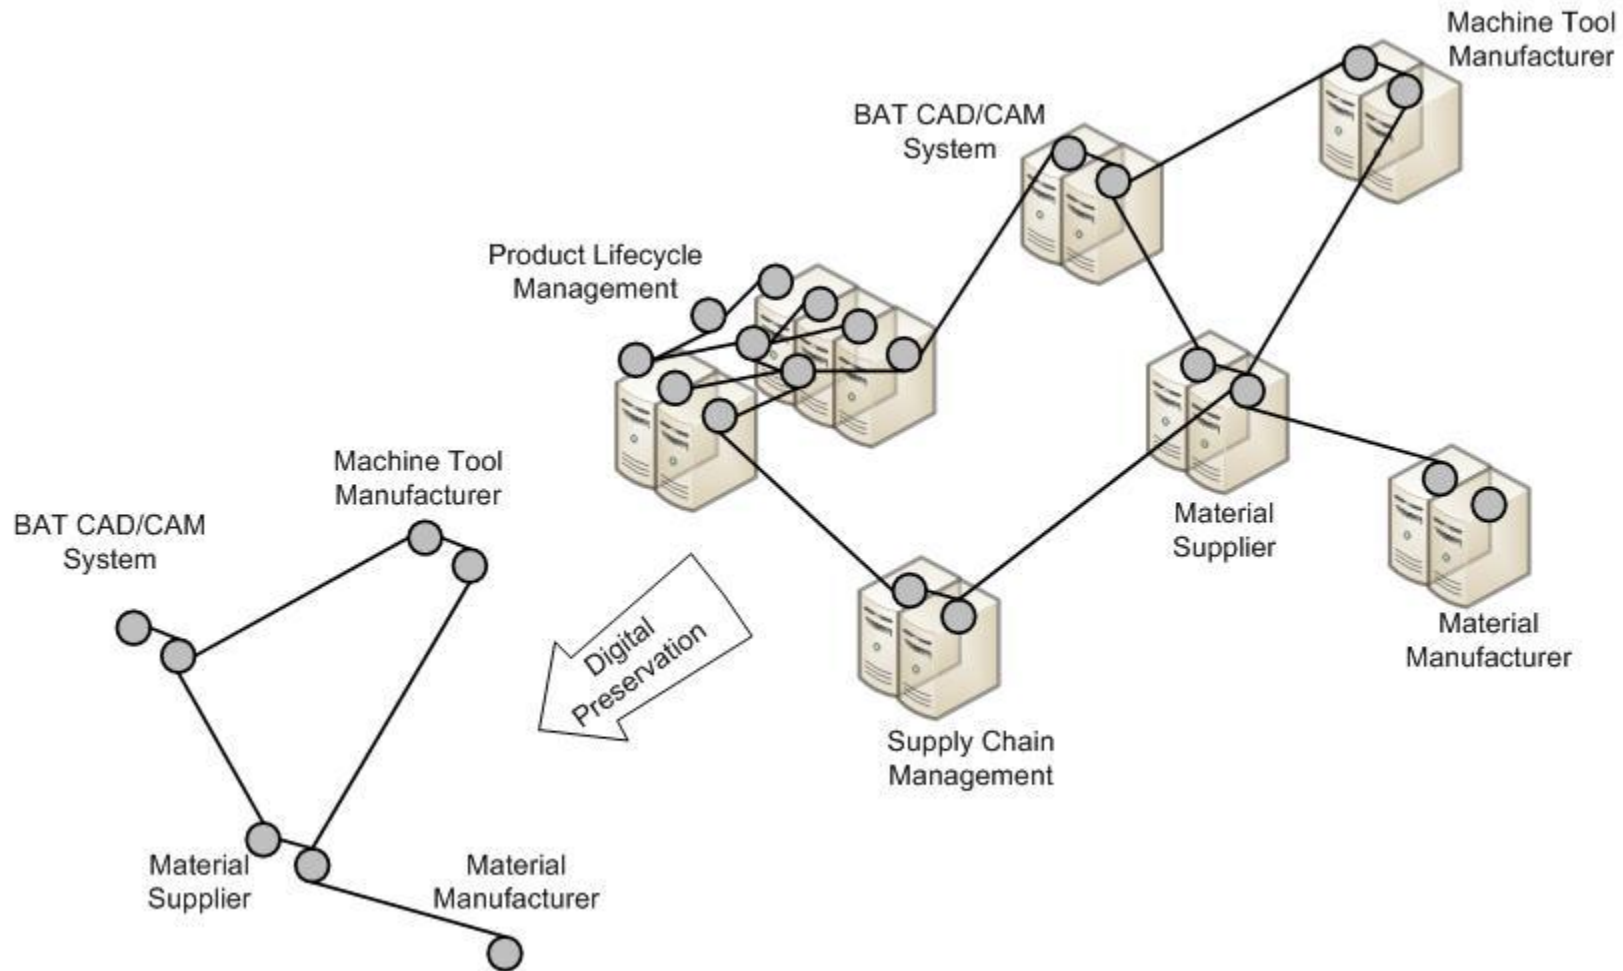 Machine Tool
Manufacturer
BAT CAD/CAM
System
Product Lifecycle
Management
Machine Tool
Manufacturer
BAT CAD/CAM
System
Material
Supplier
Digital
Preservation
Material
Manufacturer
Supply Chain
Management
Material
Supplier
Material
Manufacturer